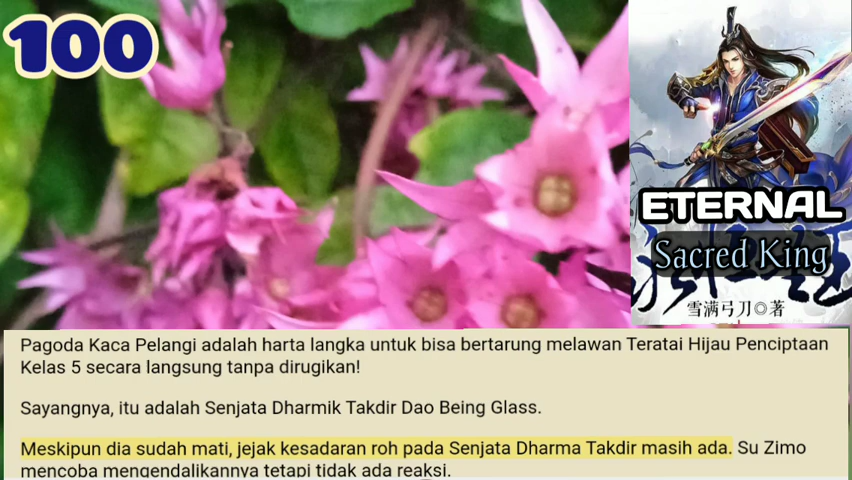 100
ETERNAL
Sacred King
雪满弓刀◎著
Pagoda Kaca Pelangi adalah harta langka untuk bisa bertarung melawan Teratai Hijau Penciptaan
Kelas 5 secara langsung tanpa dirugikan!
Sayangnya, itu adalah Senjata Dharmik Takdir Dao Being Glass.
Meskipun dia sudah mati, jejak kesadaran roh pada Senjata Dharma Takdir masih ada. Su Zimo
mencoba mengendalikannya tetapi tidak ada reaksi.